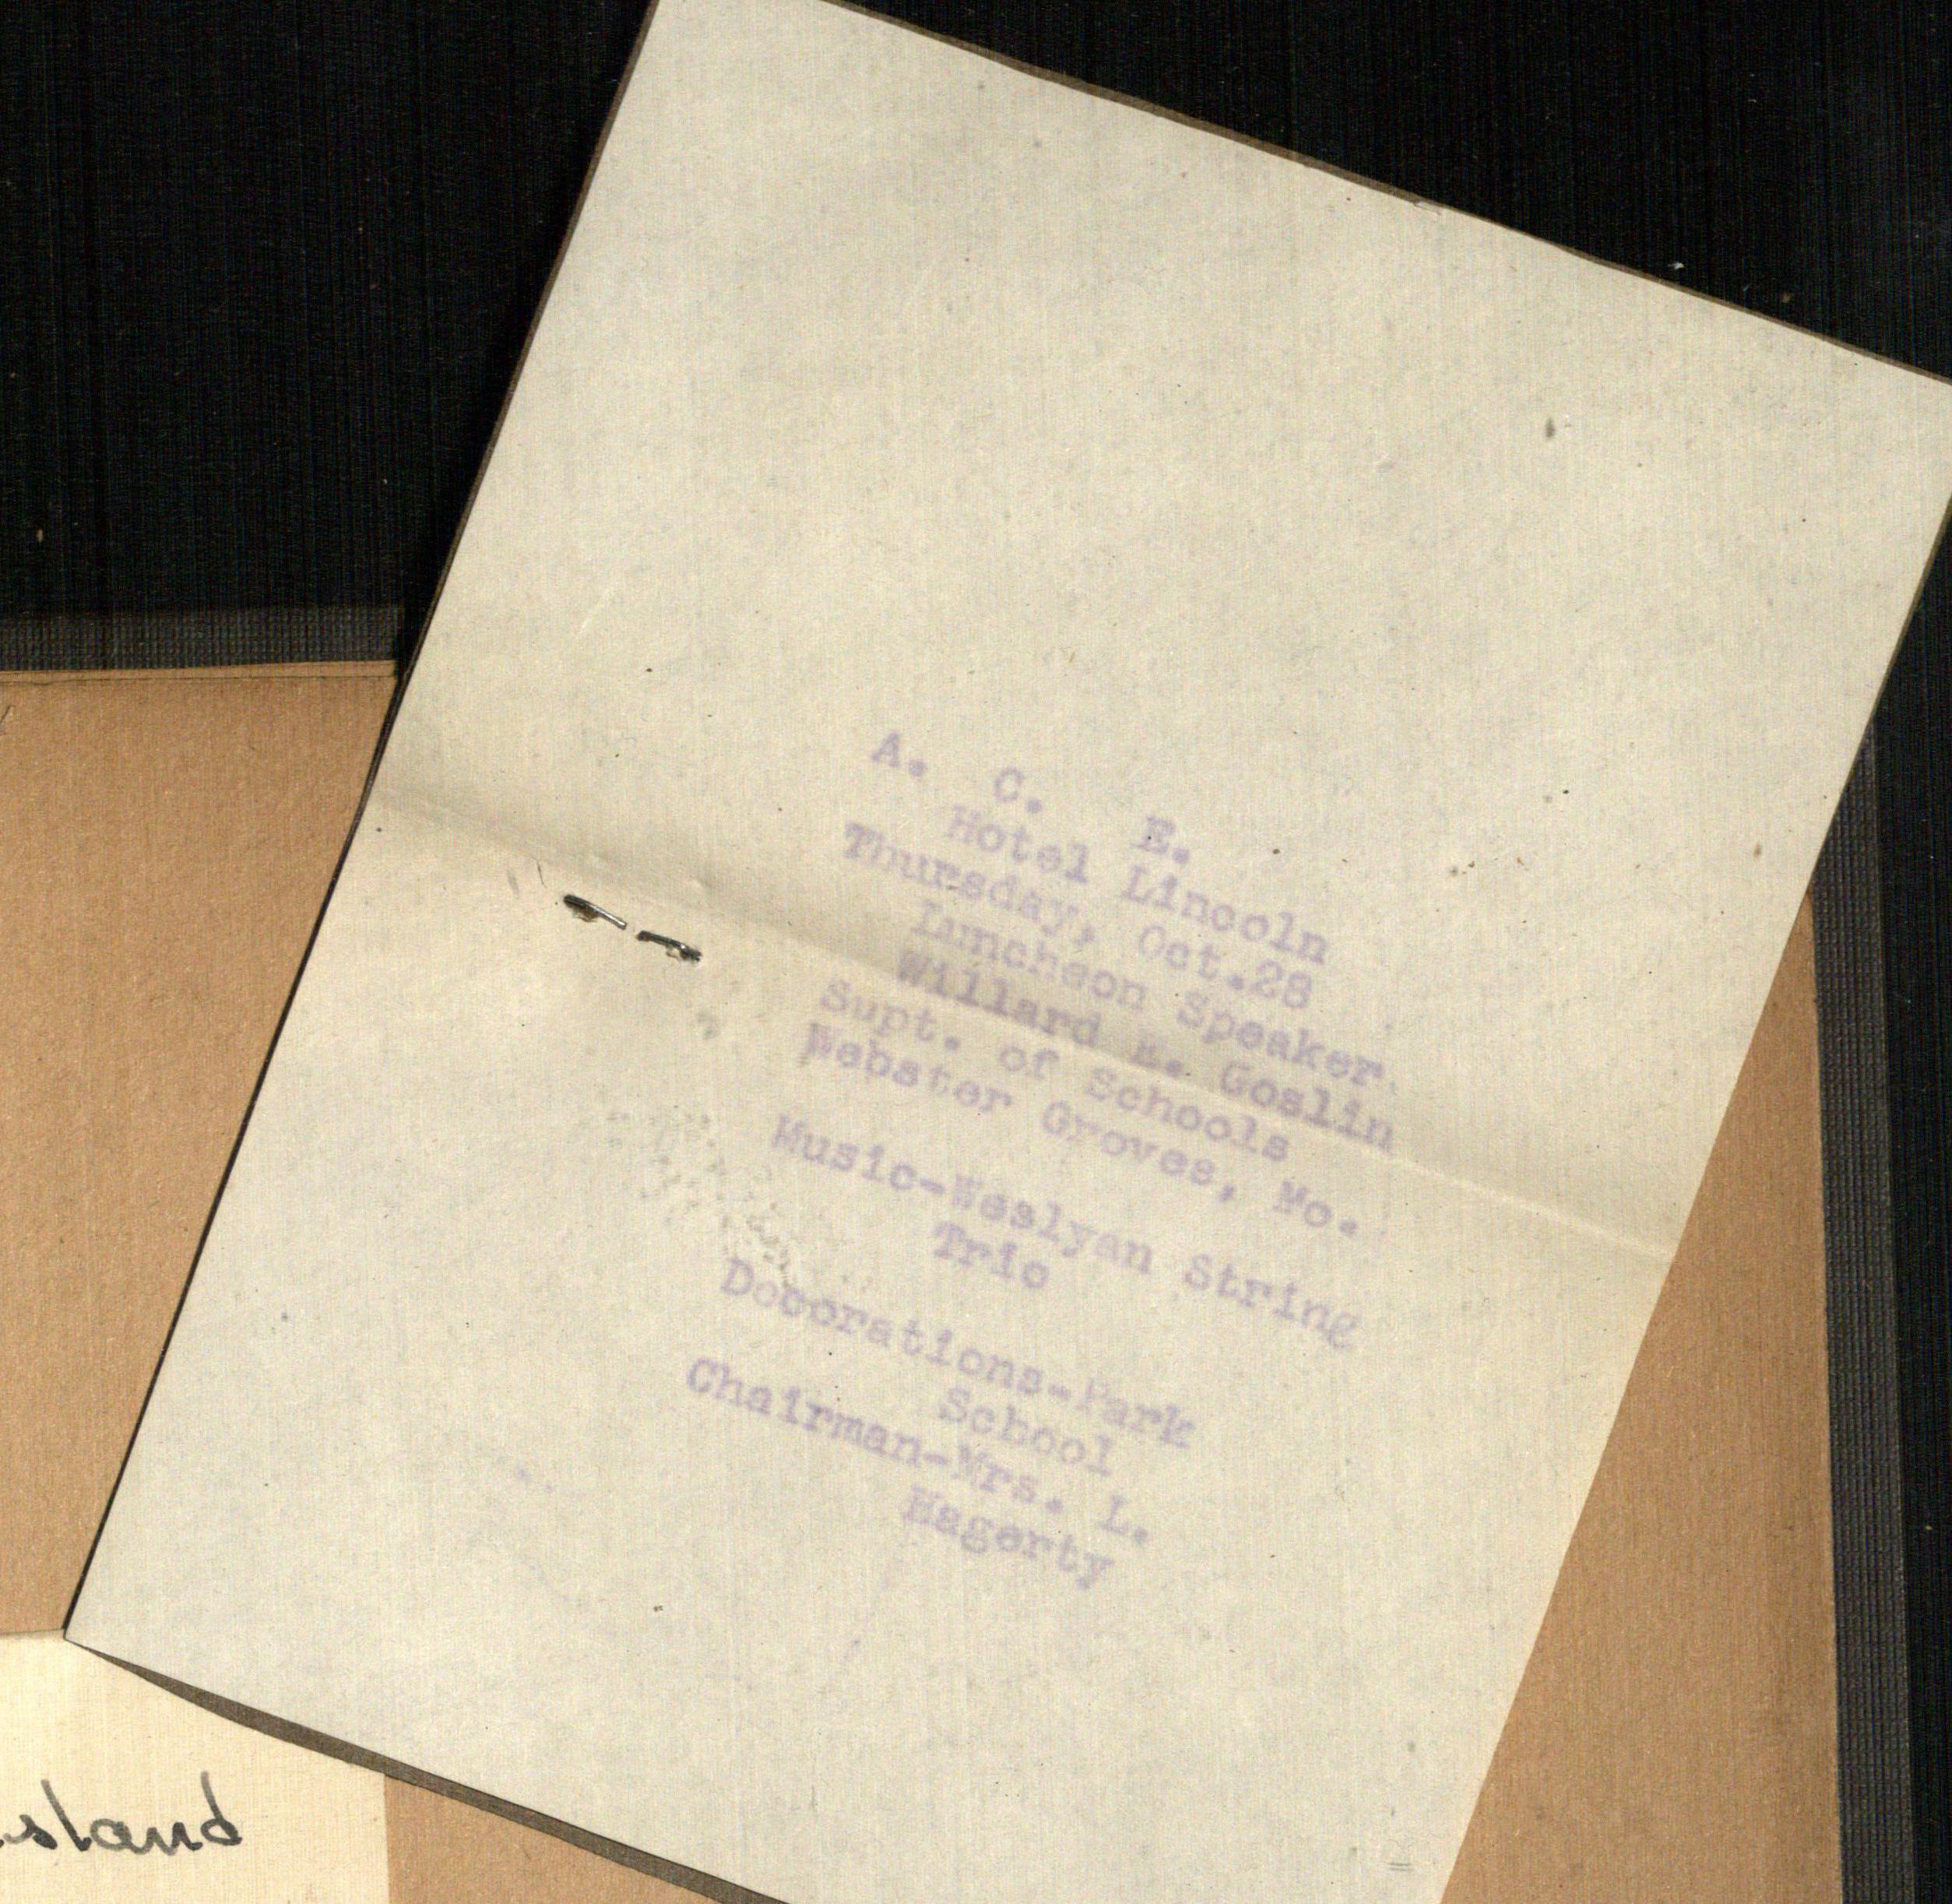 A. C. E.
Hotel Lincoln
Thursday, Oct.28
Luncheon Speaker
Willard E. Goslin
Supt. of Schools
Webster Groves, Mo.
Music-Weslyan String
Trio
Decorations-Park
School
Chairman-Mrs. L.
Hagerty
sland